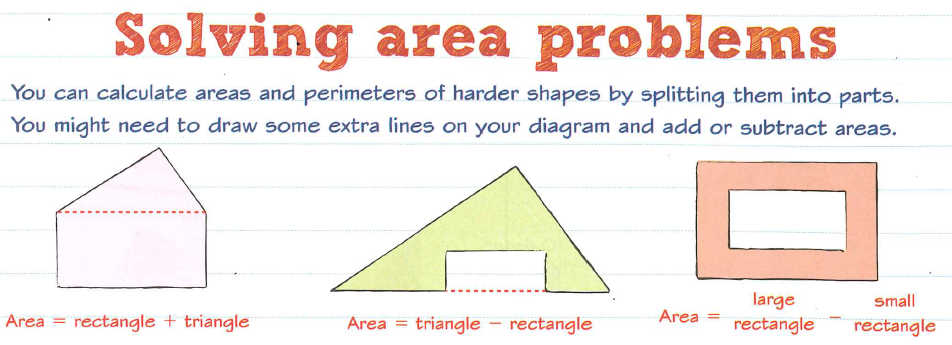 Solving area problems
You can calculate areas and perimeters of harder shapes by splitting them into parts.
You might need to draw some extra lines on your diagram and add or subtract areas.
Area = rectangle + triangle
Area = triangle − rectangle
Area = large rectangle − small rectangle